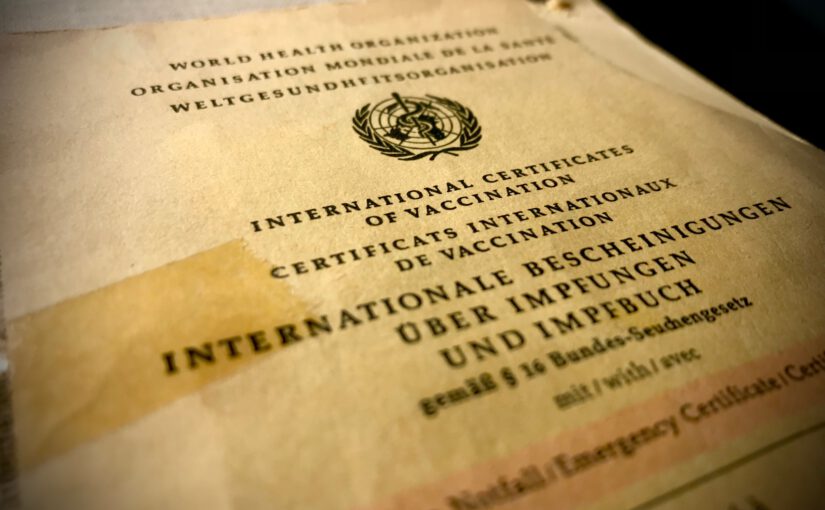 WORLD HEALTH ORGANIZATION
ORGANISATION MONDIALE DE LA SANTÉ
WELTGESUNDHEITSORGANISATION
INTERNATIONAL CERTIFICATES
OF VACCINATION
CERTIFICATS INTERNATIONAUX
DE VACCINATION
INTERNATIONALE BESCHEINIGUNGEN
ÜBER IMPFUNGEN
UND IMPFBUCH
gemäß § 16 Bundes-Seuchengesetz
mit / with / avec
Notfall / Emergency Certificate /